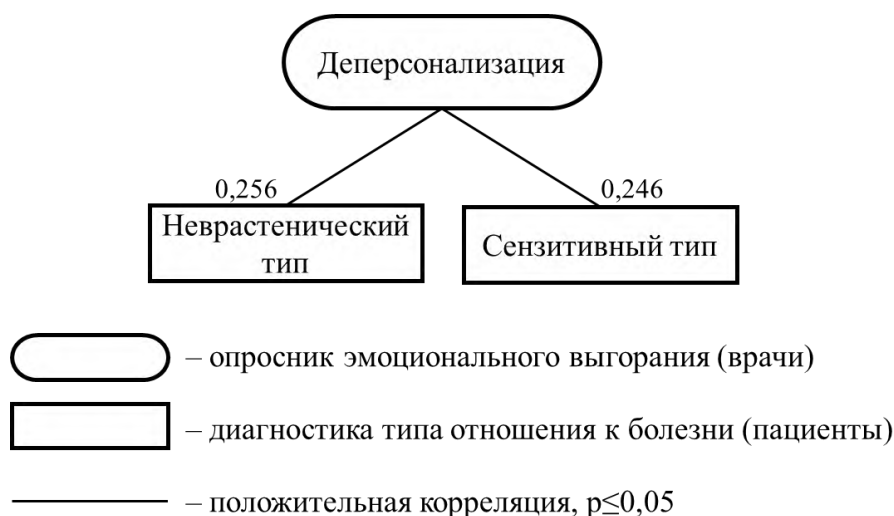 Деперсонализация
0,256
0,246
Неврастенический
тип
Сензитивный тип
– опросник эмоционального выгорания (врачи)
– диагностика типа отношения к болезни (пациенты)
– положительная корреляция, p≤0,05